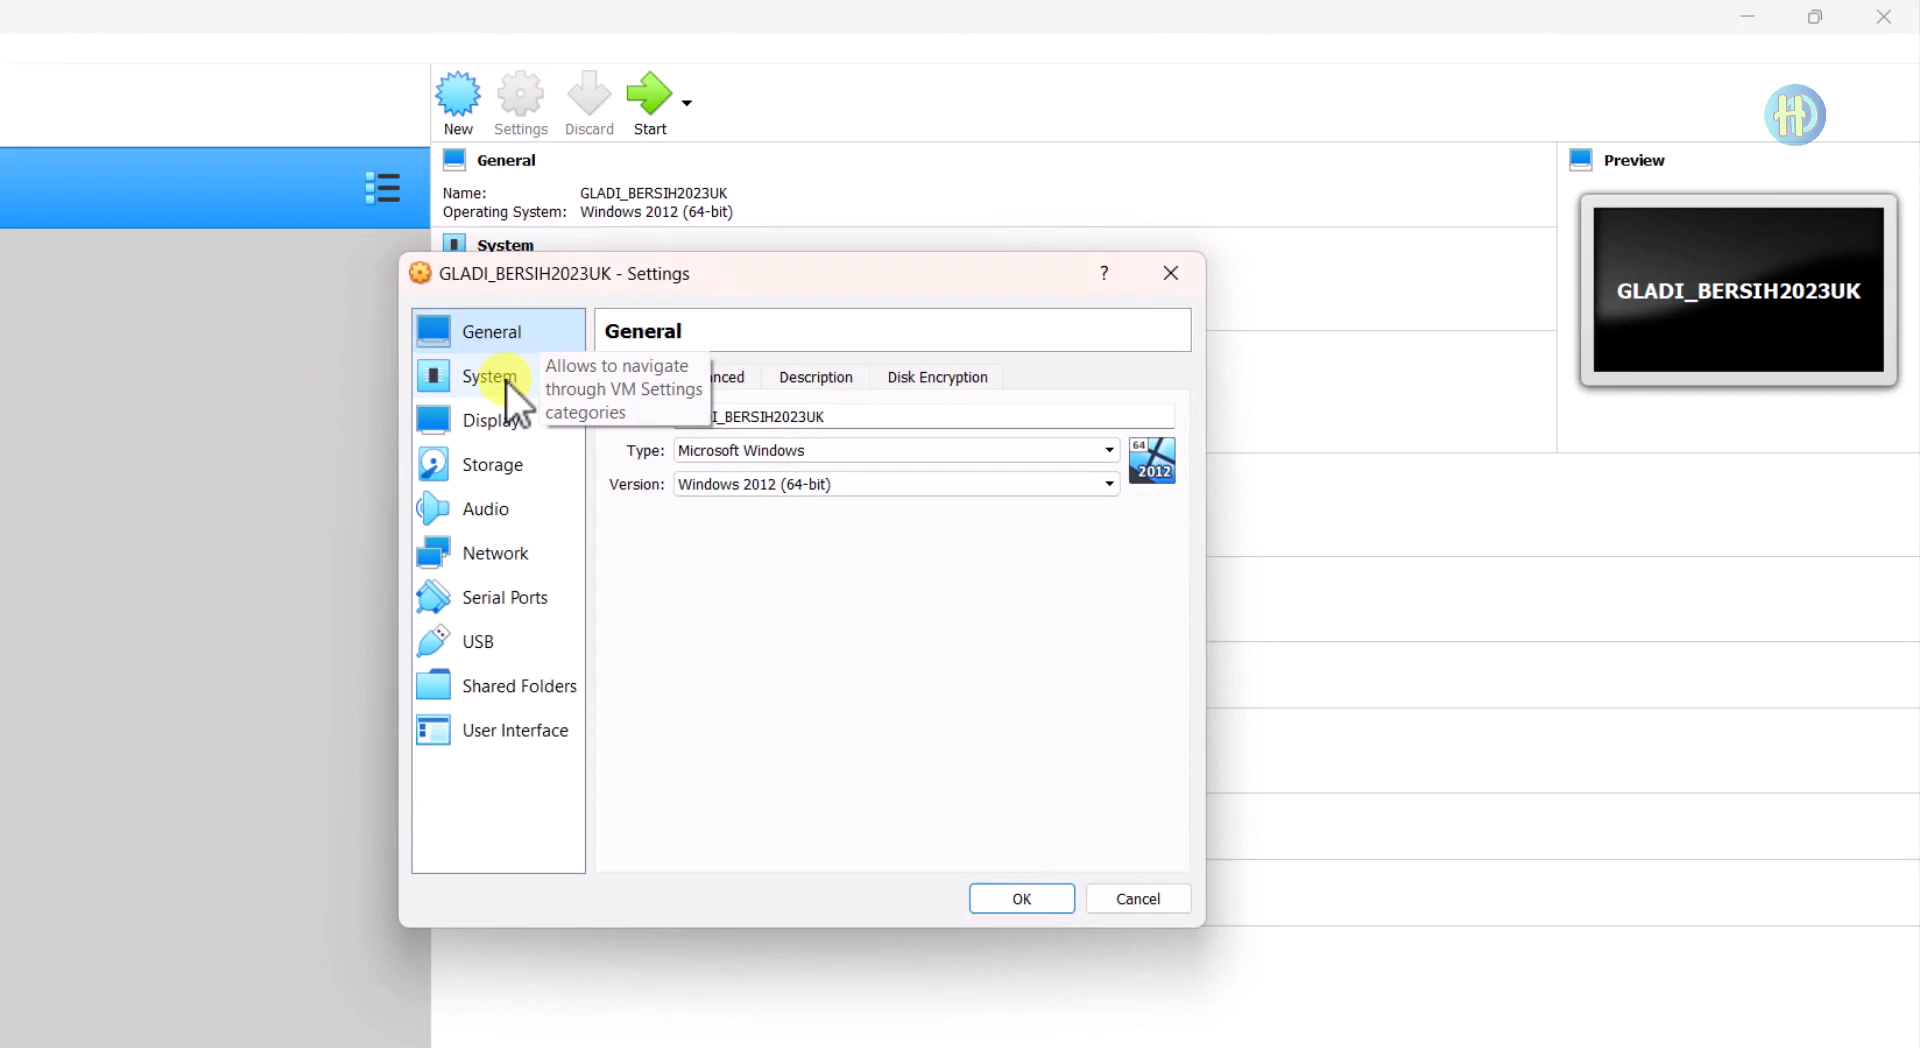 New
Settings
Discard
Start
General
Name: GLADI_BERSIH2023UK
Operating System: Windows 2012 (64-bit)
System
Preview
GLADI_BERSIH2023UK
GLADI_BERSIH2023UK - Settings
?
General
System
Display
Storage
Audio
Network
Serial Ports
USB
Shared Folders
User Interface
General
Allows to navigate
through VM Settings
categories
Description
Disk Encryption
_BERSIH2023UK
Type: Microsoft Windows
Version: Windows 2012 (64-bit)
64
2012
OK
Cancel